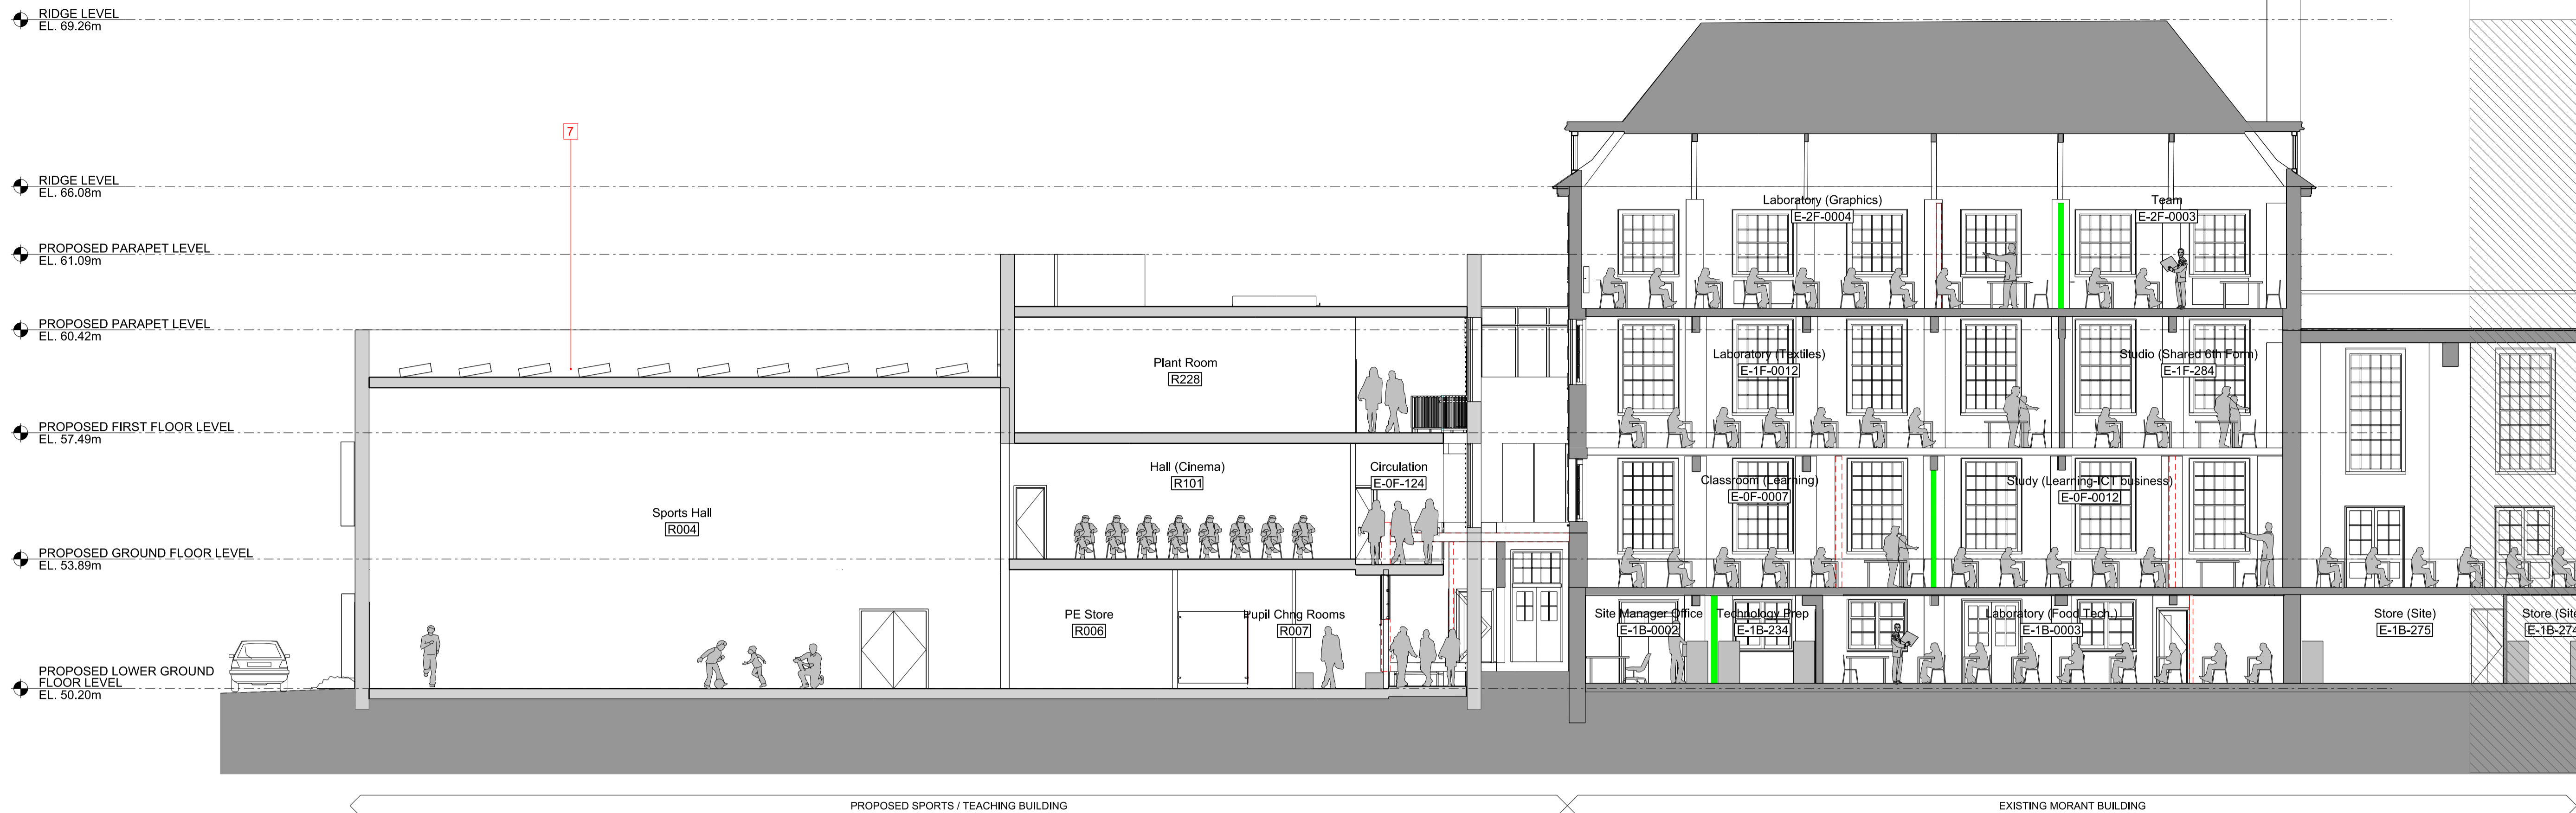 RIDGE LEVEL
EL. 69.26m
7
RIDGE LEVEL
EL. 66.08m
Laboratory (Graphics)
E-2F-0004
Team
E-2F-0003
PROPOSED PARAPET LEVEL
EL. 61.09m
PROPOSED PARAPET LEVEL
EL. 60.42m
Plant Room
R228
Laboratory (Textiles)
E-1F-0012
Studio (Shared 6th Form)
E-1F-284
PROPOSED FIRST FLOOR LEVEL
EL. 57.49m
Hall (Cinema)
R101
Circulation
E-0F-124
Classroom (Learning)
E-0F-0007
Study (Learning-ICT business)
E-0F-0012
Sports Hall
R004
PROPOSED GROUND FLOOR LEVEL
EL. 53.89m
PE Store
R006
Pupil Chng Rooms
R007
Site Manager Office
E-1B-0002
Technology Prep
E-1B-234
Laboratory (Food Tech.)
E-1B-0003
Store (Site)
E-1B-275
Store (Site
E-1B-274
PROPOSED LOWER GROUND
FLOOR LEVEL
EL. 50.20m
PROPOSED SPORTS / TEACHING BUILDING
EXISTING MORANT BUILDING